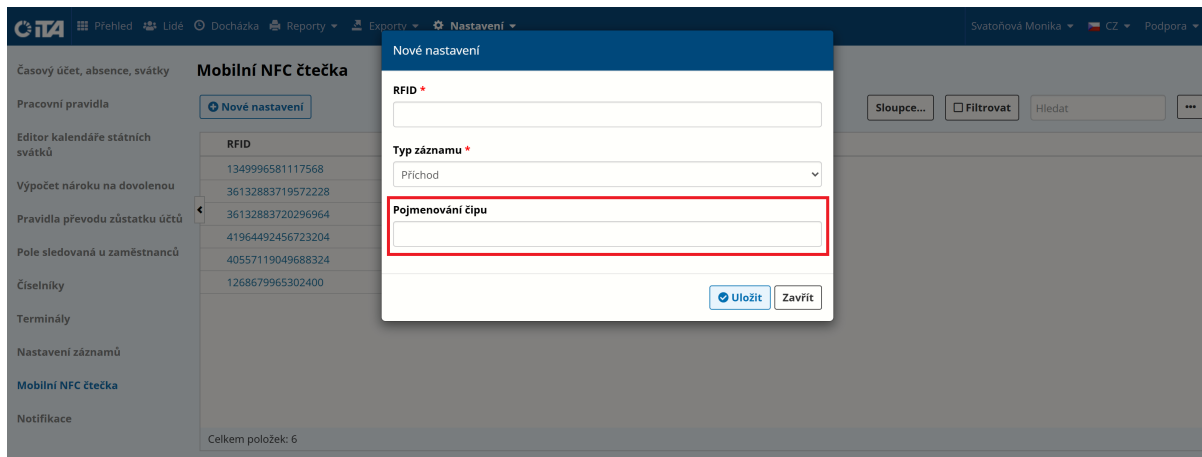 CiTA Přehled Lidé Docházka Reporty Exporty Nastavení Svatoňová Monika CZ Podpora
Časový účet, absence, svátky
Pracovní pravidla
Editor kalendáře státních
svátků
Výpočet nároku na dovolenou
Pravidla převodu zůstatku účtů
Pole sledovaná u zaměstnanců
Číselníky
Terminály
Nastavení záznamů
Mobilní NFC čtečka
Notifikace
Mobilní NFC čtečka
Nové nastavení Sloupce... Filtrovat Hledat
RFID
1349996581117568
36132883719572228
36132883720296964
41964492456723204
40557119049688324
1268679965302400
Celkem položek: 6
Nové nastavení
RFID *
Typ záznamu *
Příchod
Pojmenování čipu
Uložit Zavřít